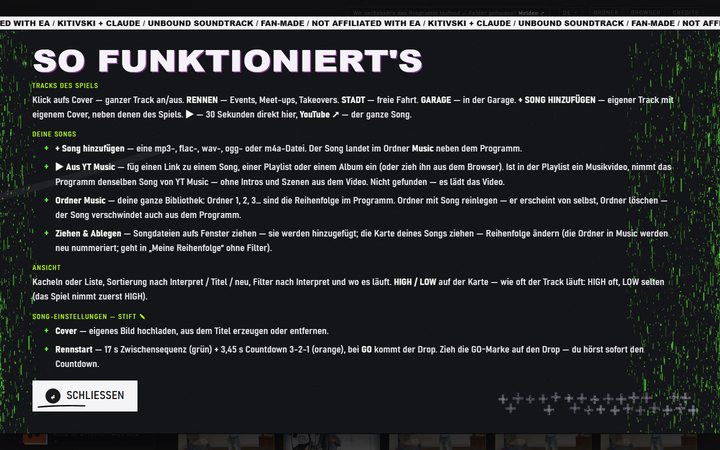 ED WITH EA / KITIVSKI + CLAUDE / UNBOUND SOUNDTRACK / FAN-MADE / NOT AFFILIATED WITH EA / KITIVSKI + CLAUDE / UNBOUND SOUNDTRACK / FAN-MADE / NOT AFFILIATED WITH EA / KITIVSKI + CLAUDE / UNBOUND SOUNDTRACK / FAN-MADE / NOT AFF
SO FUNKTIONIERT'S
TRACKS DES SPIELS
Klick aufs Cover — ganzer Track an/aus. RENNEN — Events, Meet-ups, Takeovers. STADT — freie Fahrt. GARAGE — in der Garage. + SONG HINZUFÜGEN — eigener Track mit
eigenem Cover, neben denen des Spiels. ▶ — 30 Sekunden direkt hier, YouTube ↗ — der ganze Song.
DEINE SONGS
+ + Song hinzufügen — eine mp3-, flac-, wav-, ogg- oder m4a-Datei. Der Song landet im Ordner Music neben dem Programm.
+ ▶ Aus YT Music — füg einen Link zu einem Song, einer Playlist oder einem Album ein (oder zieh ihn aus dem Browser). Ist in der Playlist ein Musikvideo, nimmt das
Programm denselben Song von YT Music — ohne Intros und Szenen aus dem Video. Nicht gefunden — es lädt das Video.
+ Ordner Music — deine ganze Bibliothek: Ordner 1, 2, 3… sind die Reihenfolge im Programm. Ordner mit Song reinlegen — er erscheint von selbst, Ordner löschen —
der Song verschwindet auch aus dem Programm.
+ Ziehen & Ablegen — Songdateien aufs Fenster ziehen — sie werden hinzugefügt; die Karte deines Songs ziehen — Reihenfolge ändern (die Ordner in Music werden
neu nummeriert; geht in „Meine Reihenfolge“ ohne Filter).
ANSICHT
Kacheln oder Liste, Sortierung nach Interpret / Titel / neu, Filter nach Interpret und wo es läuft. HIGH / LOW auf der Karte — wie oft der Track läuft: HIGH oft, LOW selten
(das Spiel nimmt zuerst HIGH).
SONG-EINSTELLUNGEN — STIFT ✎
+ Cover — eigenes Bild hochladen, aus dem Titel erzeugen oder entfernen.
+ Rennstart — 17 s Zwischensequenz (grün) + 3,45 s Countdown 3-2-1 (orange), bei GO kommt der Drop. Zieh die GO-Marke auf den Drop — du hörst sofort den
Countdown.
SCHLIESSEN